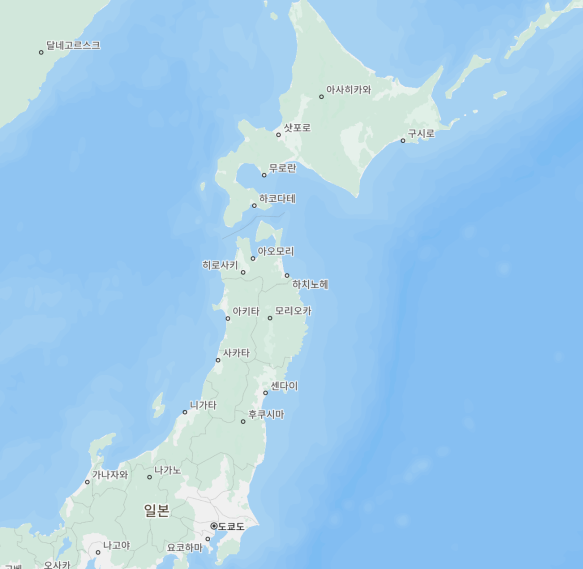 달네고르스크
아사히카와
삿포로
구시로
무로란
하코다테
아오모리
히로사키
하치노헤
아키타
모리오카
사카타
센다이
니가타
후쿠시마
나가노
가나자와
일본
도쿄도
나고야
요코하마
오사카
고베